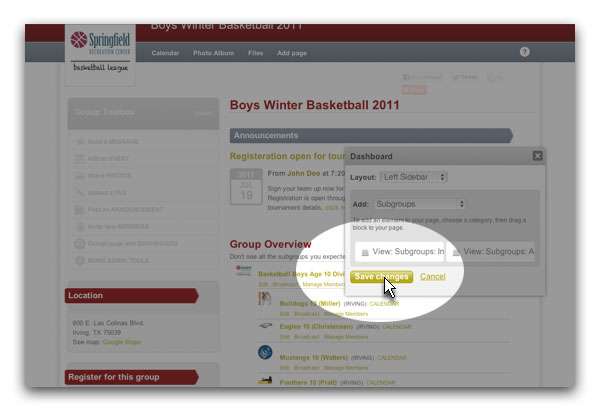 Boys Winter Basketball 2011
Springfield
RECREATION CENTER
basketball league
Calendar
Photo Album
Files
Add page
?
Tweet
Boys Winter Basketball 2011
Group Toolbox
Send a MESSAGE
Add an EVENT
Share PHOTOS
Upload a FILE
Post an ANNOUNCEMENT
Invite new MEMBERS
Design page with DASHBOARD
MORE ADMIN TOOLS
Announcements
Registeration open for tour
2011
JUL
19
From John Doe at 7:20
Sign your team up now for
Registration is open through
tournament details, click he
Dashboard
Layout: Left Sidebar
Add: Subgroups
To add an element to your page, choose a category, then drag a
block to your page.
View: Subgroups: In
View: Subgroups: A
Save changes
Cancel
Group Overview
Don't see all the subgroups you expected
Basketball Boys Age 10 Divi
Edit Broadcast Manage Members
Bulldogs 10 (Miller) (IRVING) CALENDAR
Edit Broadcast Manage Members
Eagles 10 (Christensen) (IRVING) CALENDAR
Edit Broadcast Manage Members
Mustangs 10 (Watters) (IRVING) CALENDAR
Edit Broadcast Manage Members
Panthers 10 (Pratt) (IRVING) CALENDAR
Location
600 E. Las Colinas Blvd.
Irving, TX 75039
See map: Google Maps
Register for this group